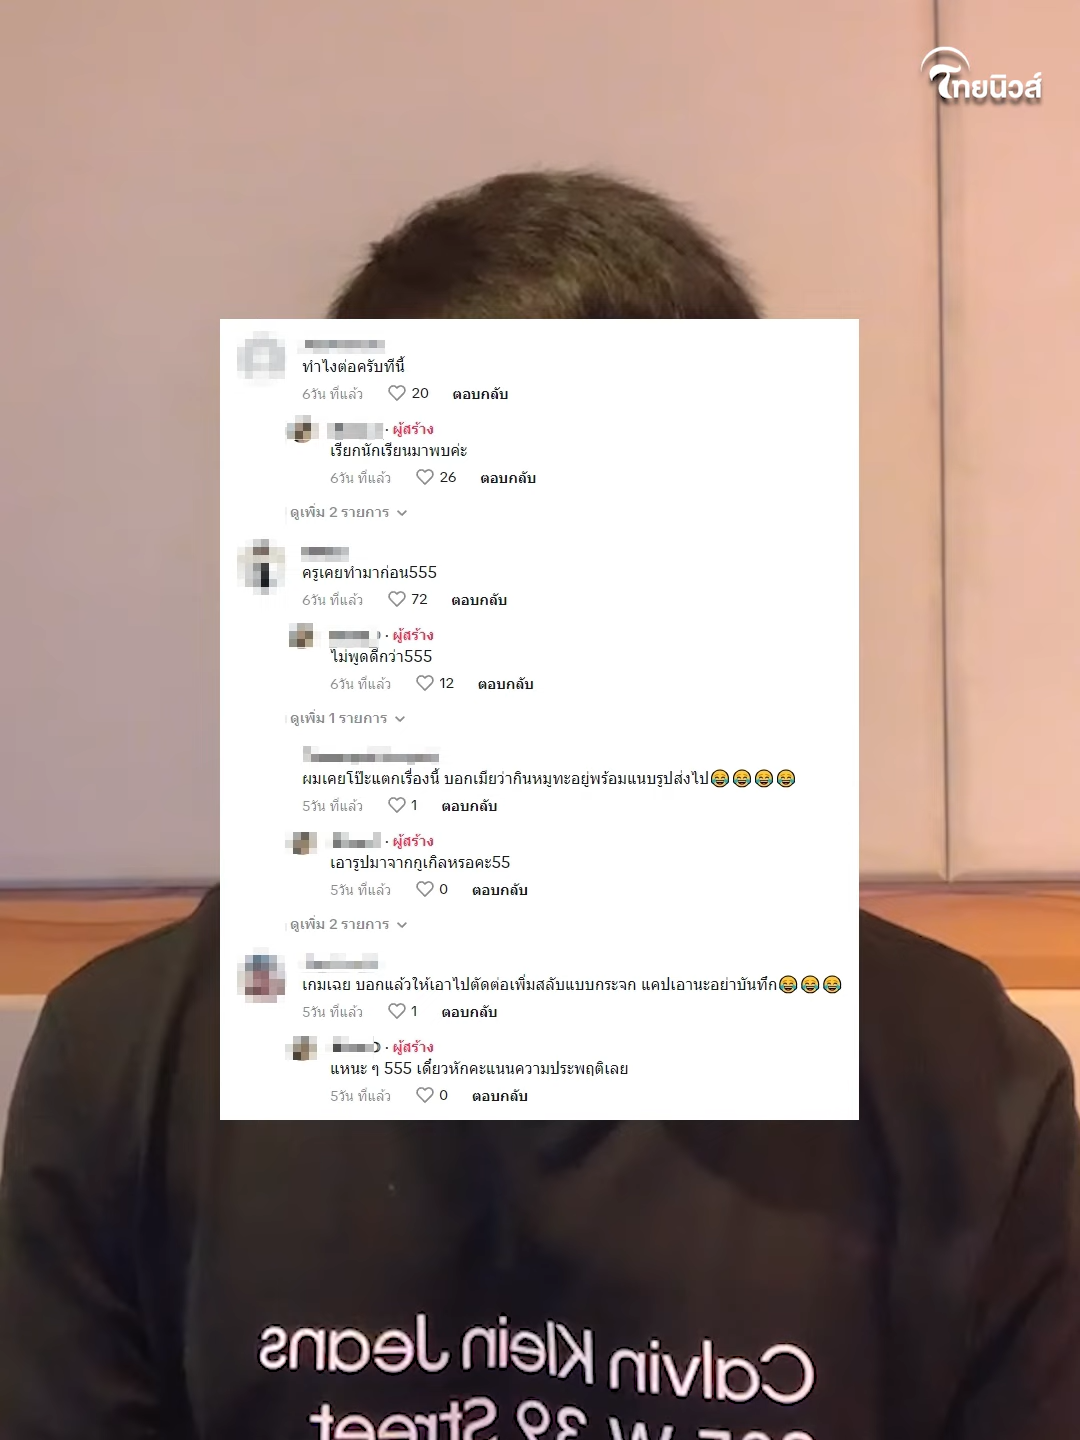 ไทยนิวส์
ทำไงต่อครับทีนี้
6วัน ที่แล้ว 20 ตอบกลับ
· ผู้สร้าง
เรียกนักเรียนมาพบค่ะ
6วัน ที่แล้ว 26 ตอบกลับ
ดูเพิ่ม 2 รายการ
ครูเคยทำมาก่อน555
6วัน ที่แล้ว 72 ตอบกลับ
· ผู้สร้าง
ไม่พูดดีกว่า555
6วัน ที่แล้ว 12 ตอบกลับ
ดูเพิ่ม 1 รายการ
ผมเคยโป๊ะแตกเรื่องนี้ บอกเมียว่ากินหมูทะอยู่พร้อมแนบรูปส่งไป😂😂😂😂
5วัน ที่แล้ว 1 ตอบกลับ
· ผู้สร้าง
เอารูปมาจากกูเกิลหรอคะ55
5วัน ที่แล้ว 0 ตอบกลับ
ดูเพิ่ม 2 รายการ
เกมเฉย บอกแล้วให้เอาไปตัดต่อเพิ่มสลับแบบกระจก แคปเอานะอย่าบันทึก😂😂😂
5วัน ที่แล้ว 1 ตอบกลับ
· ผู้สร้าง
แหนะ ๆ 555 เดี๋ยวหักคะแนนความประพฤติเลย
5วัน ที่แล้ว 0 ตอบกลับ
Calvin Klein Jeans
W 39 Street